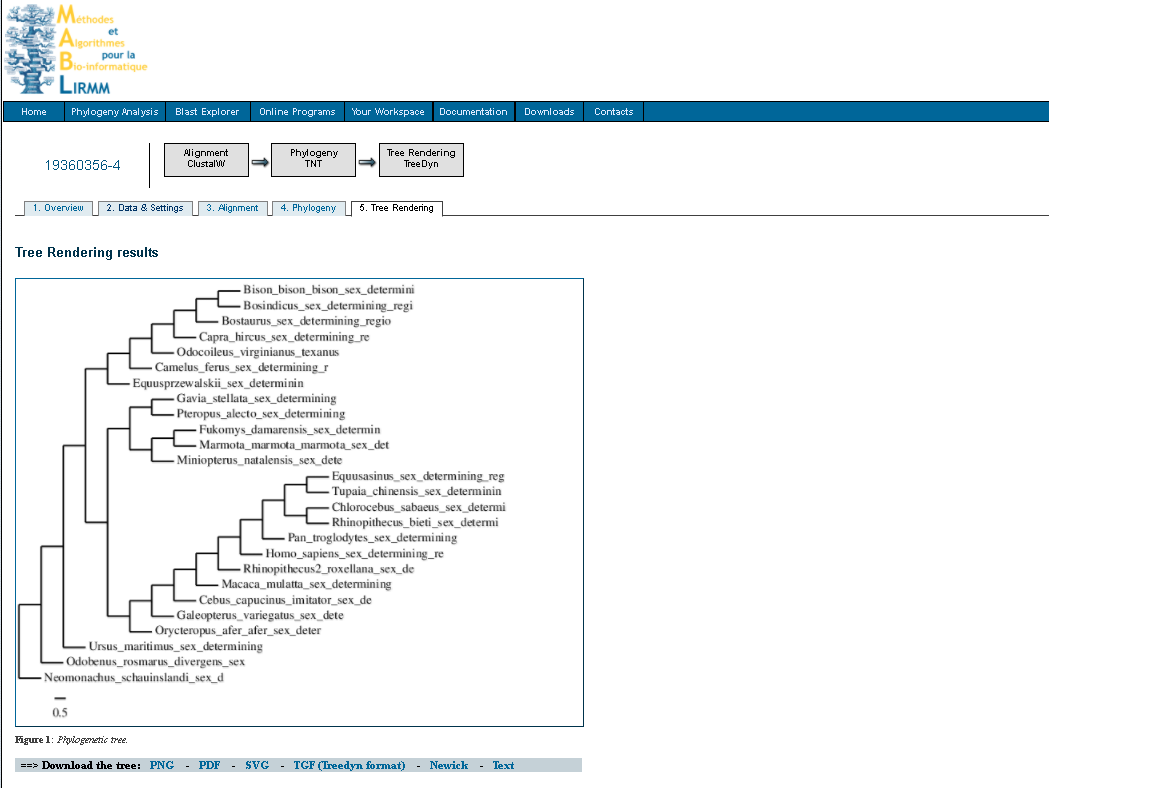 Méthodes
et
Algorithmes
pour la
Bio-informatique
LIRMM
Home Phylogeny Analysis Blast Explorer Online Programs Your Workspace Documentation Downloads Contacts
19360356-4
Alignment
ClustalW
Phylogeny
TNT
Tree Rendering
TreeDyn
1. Overview 2. Data & Settings 3. Alignment 4. Phylogeny 5. Tree Rendering
Tree Rendering results
Bison_bison_bison_sex_determini
Bosindicus_sex_determining_regi
Bostaurus_sex_determining_regio
Capra_hircus_sex_determining_re
Odocoileus_virginianus_texanus
Camelus_ferus_sex_determining_r
Equusprzewalskii_sex_determinin
Gavia_stellata_sex_determining
Pteropus_alecto_sex_determining
Fukomys_damarensis_sex_determin
Marmota_marmota_marmota_sex_det
Miniopterus_natalensis_sex_dete
Equusasinus_sex_determining_reg
Tupaia_chinensis_sex_determinin
Chlorocebus_sabaeus_sex_determi
Rhinopithecus_bieti_sex_determi
Pan_troglodytes_sex_determining
Homo_sapiens_sex_determining_re
Rhinopithecus2_roxellana_sex_de
Macaca_mulatta_sex_determining
Cebus_capucinus_imitator_sex_de
Galeopterus_variegatus_sex_dete
Orycteropus_afer_afer_sex_deter
Ursus_maritimus_sex_determining
Odobenus_rosmarus_divergens_sex
Neomonachus_schauinslandi_sex_d
0.5
Figure 1: Phylogenetic tree.
==> Download the tree: PNG - PDF - SVG - TGF (Treedyn format) - Newick - Text